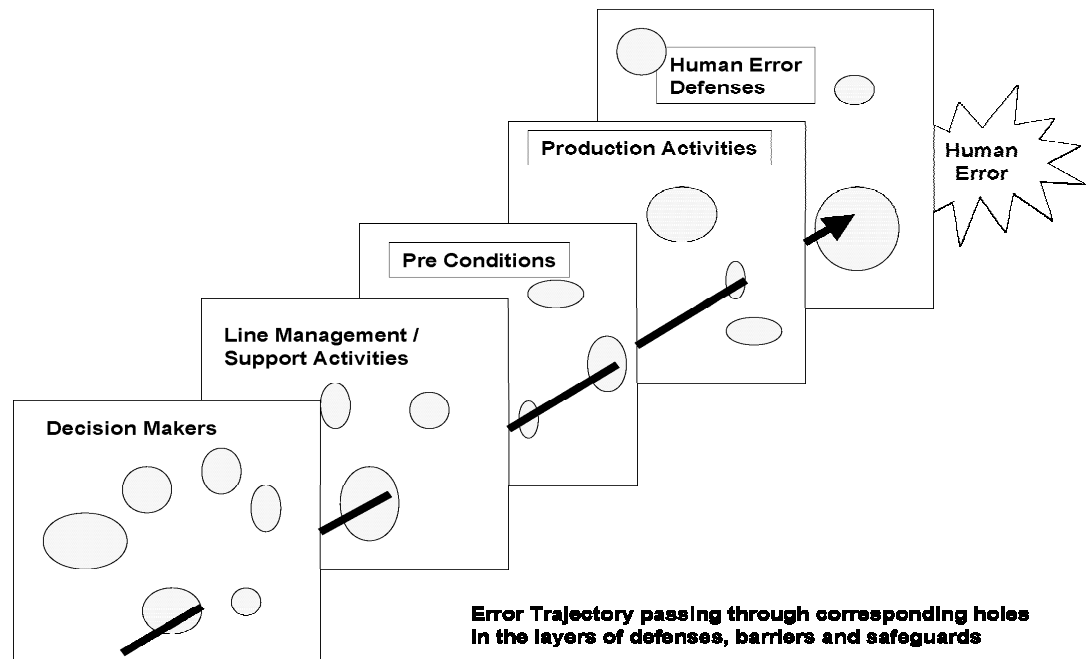 Human Error
Defenses
Production Activities
Human
Error
Pre Conditions
Line Management /
Support Activities
Decision Makers
Error Trajectory passing through corresponding holes
in the layers of defenses, barriers and safeguards